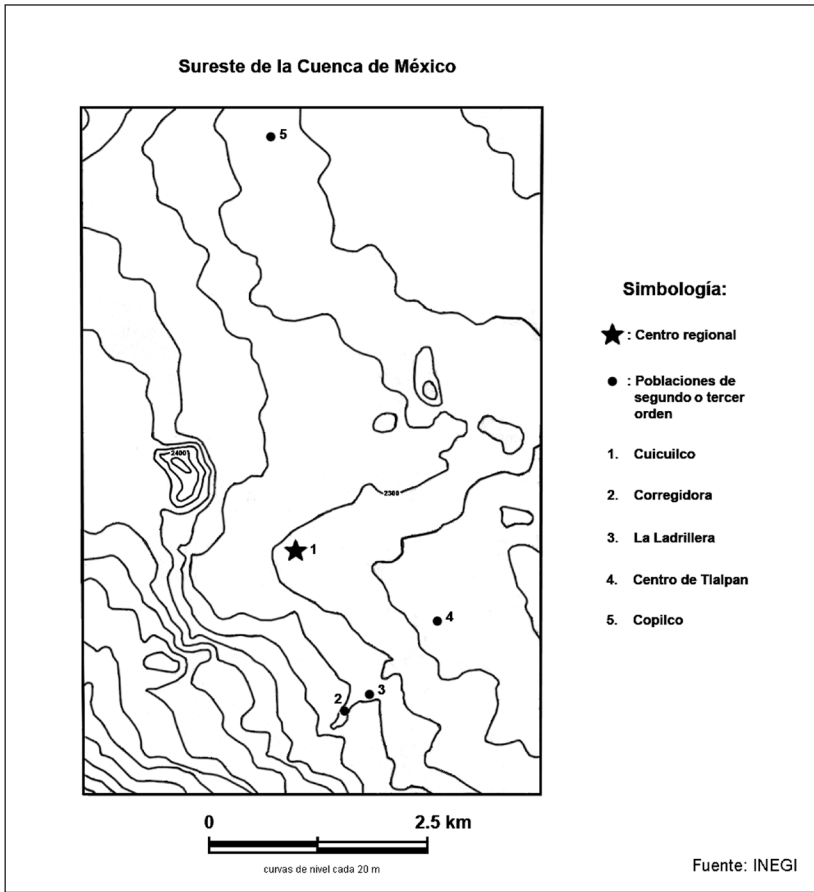 Sureste de la Cuenca de México
5
2400
2300
1
4
3
2
Simbología:
: Centro regional
: Poblaciones de
segundo o tercer
orden
1. Cuicuilco
2. Corregidora
3. La Ladrillera
4. Centro de Tlalpan
5. Copilco
0 2.5 km
curvas de nivel cada 20 m
Fuente: INEGI